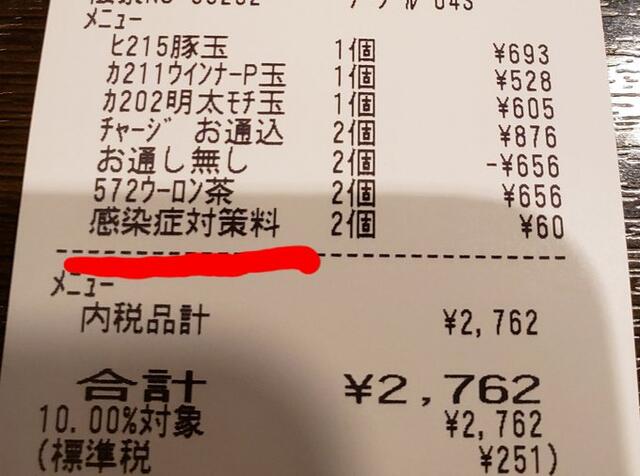 メニュー
ヒ215豚玉 1個 ¥693
カ211ウインナーP玉 1個 ¥528
カ202明太モチ玉 1個 ¥605
チャージ お通込 2個 ¥876
お通し無し 2個 -¥656
572ウーロン茶 2個 ¥656
感染症対策料 2個 ¥60
メニュー
内税品計 ¥2,762
合計 ¥2,762
10.00%対象 ¥2,762
(標準税 ¥251)